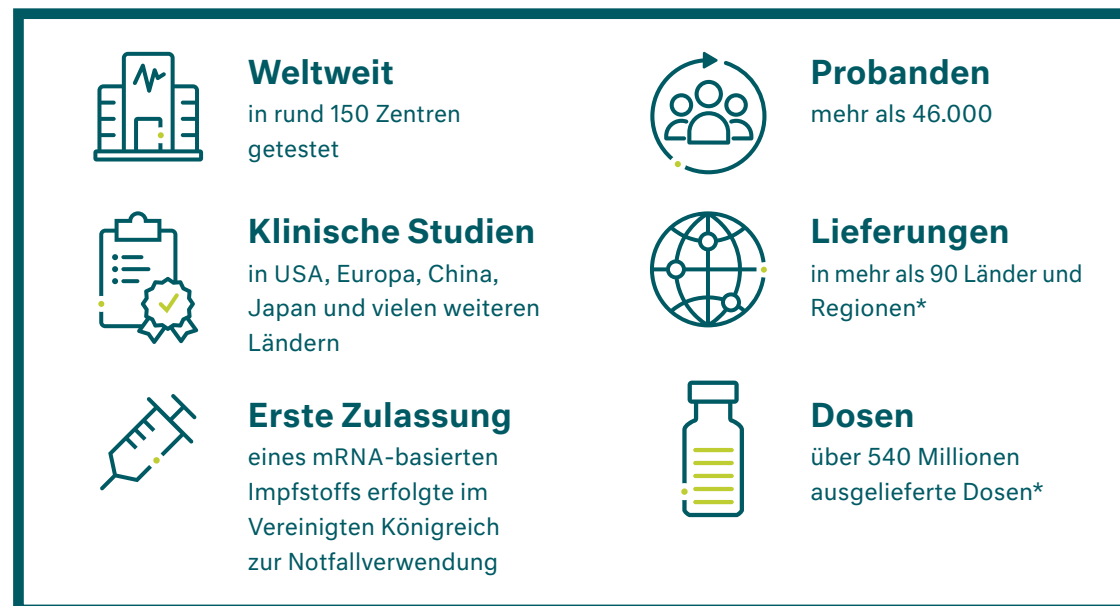 Weltweit
in rund 150 Zentren
getestet
Probanden
mehr als 46.000
Klinische Studien
in USA, Europa, China,
Japan und vielen weiteren
Ländern
Lieferungen
in mehr als 90 Länder und
Regionen*
Erste Zulassung
eines mRNA-basierten
Impfstoffs erfolgte im
Vereinigten Königreich
zur Notfallverwendung
Dosen
über 540 Millionen
ausgelieferte Dosen*